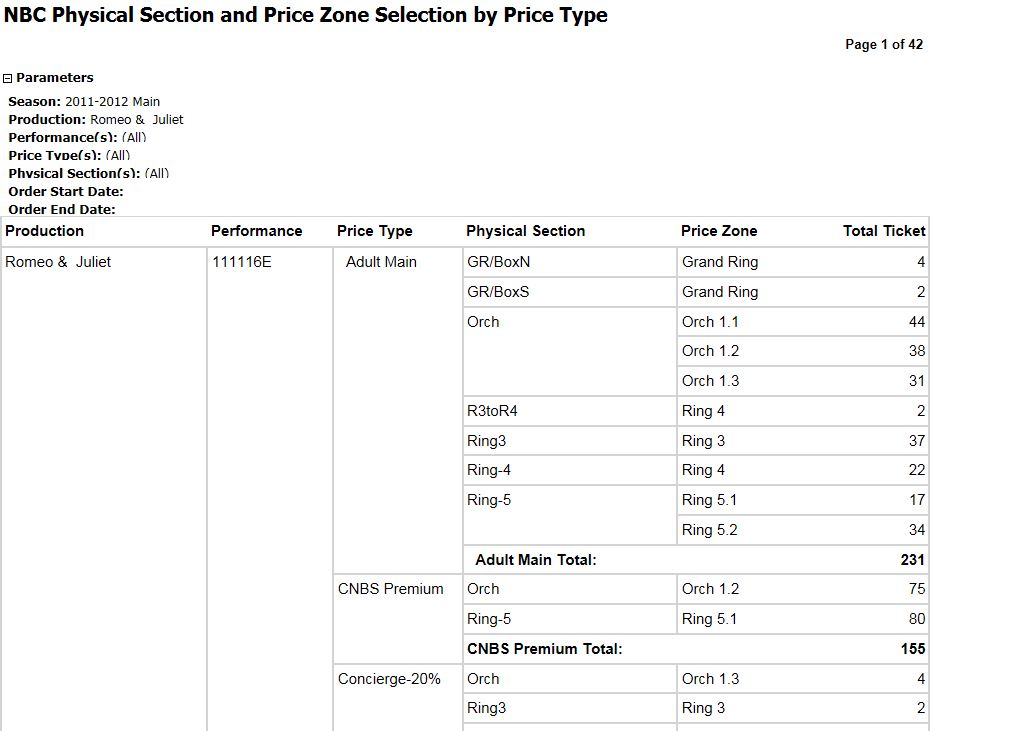 NBC Physical Section and Price Zone Selection by Price Type
Page 1 of 42
Parameters
Season: 2011-2012 Main
Production: Romeo & Juliet
Performance(s): (All)
Price Type(s): (All)
Physical Section(s): (All)
Order Start Date:
Order End Date:
Production Performance Price Type Physical Section Price Zone Total Ticket
Romeo & Juliet 111116E Adult Main GR/BoxN Grand Ring 4
GR/BoxS Grand Ring 2
Orch Orch 1.1 44
Orch 1.2 38
Orch 1.3 31
R3toR4 Ring 4 2
Ring3 Ring 3 37
Ring-4 Ring 4 22
Ring-5 Ring 5.1 17
Ring 5.2 34
Adult Main Total: 231
CNBS Premium Orch Orch 1.2 75
Ring-5 Ring 5.1 80
CNBS Premium Total: 155
Concierge-20% Orch Orch 1.3 4
Ring3 Ring 3 2